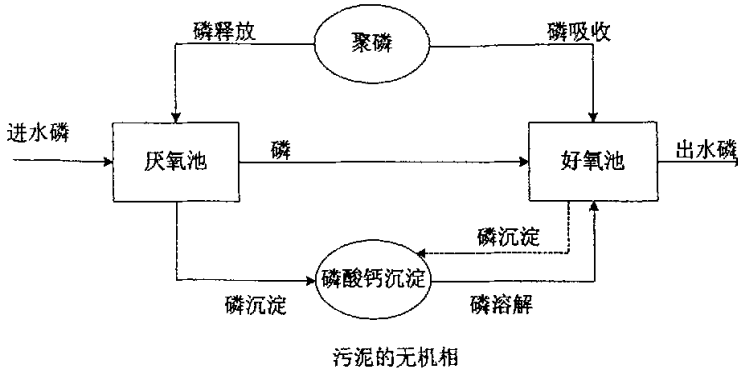 磷释放
聚磷
磷吸收
进水磷
厌氧池
磷
好氧池
出水磷
磷沉淀
磷酸钙沉淀
磷沉淀
磷溶解
污泥的无机相